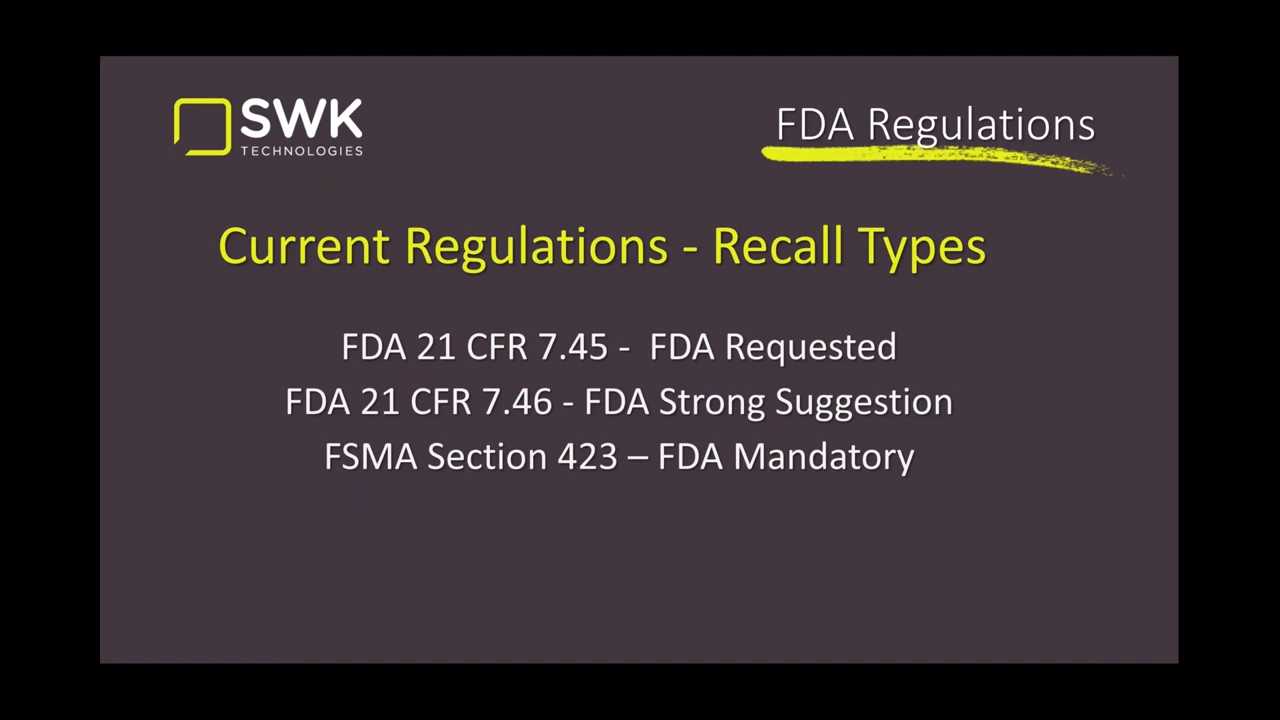 SWK
TECHNOLOGIES
FDA Regulations
Current Regulations - Recall Types
FDA 21 CFR 7.45 -  FDA Requested
FDA 21 CFR 7.46 - FDA Strong Suggestion
FSMA Section 423 – FDA Mandatory